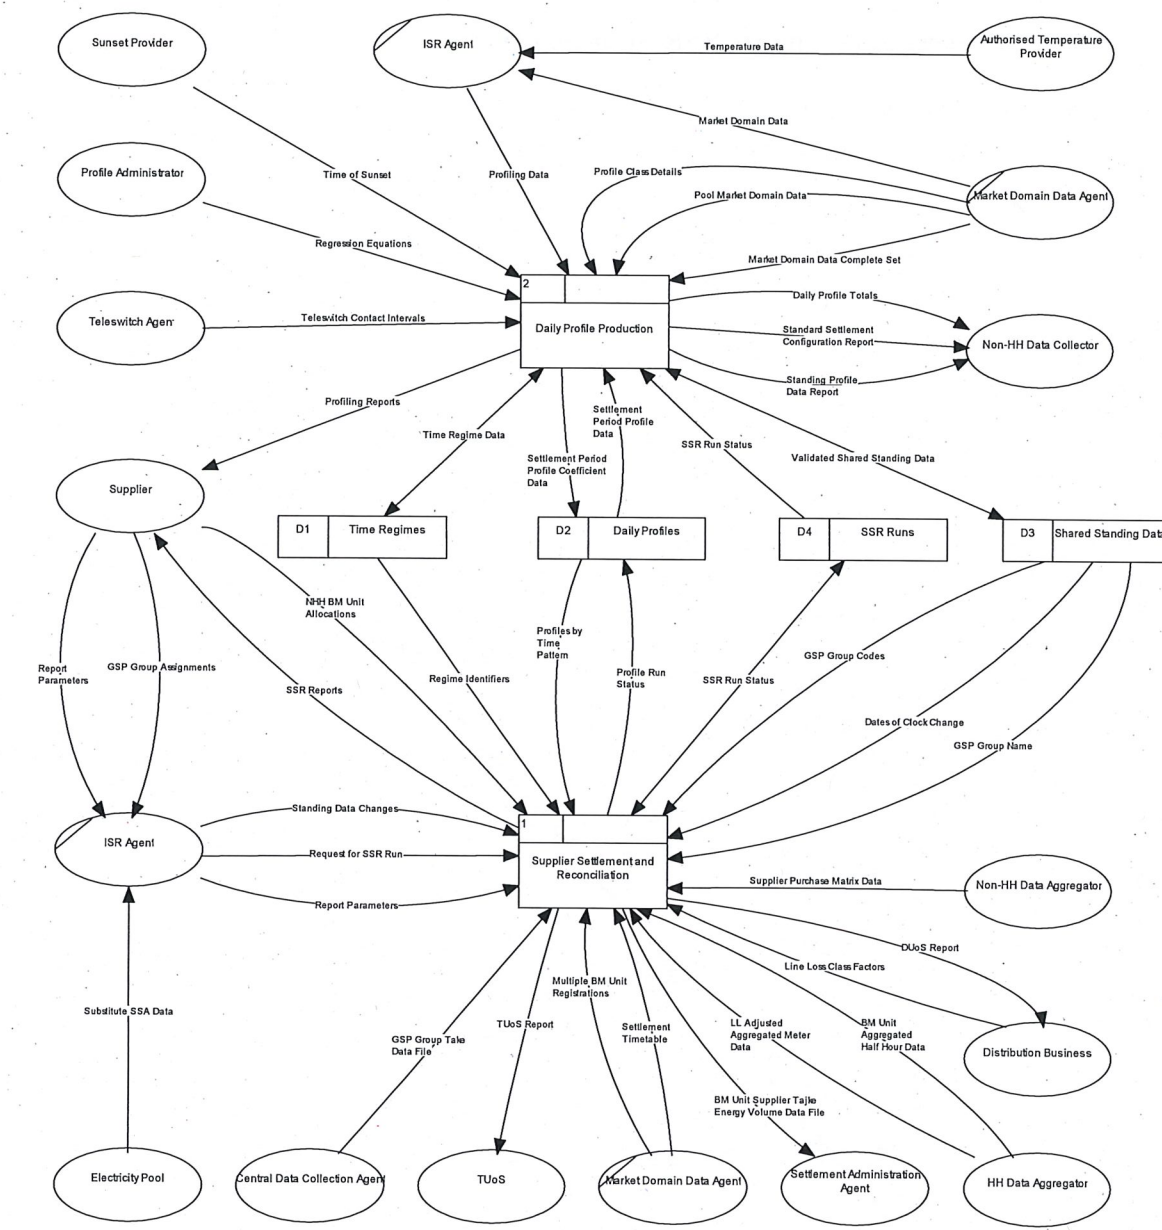 Sunset Provider
ISR Agent
Authorised Temperature
Provider
Temperature Data
Market Domain Data
Profile Administrator
Time of Sunset
Profiling Data
Profile Class Details
Pool Market Domain Data
Market Domain Data Agent
Regression Equations
Market Domain Data Complete Set
2
Daily Profile Totals
Teleswitch Agent
Teleswitch Contact Intervals
Daily Profile Production
Standard Settlement
Configuration Report
Non-HH Data Collector
Standing Profile
Data Report
Profiling Reports
Time Regime Data
Settlement
Period Profile
Data
SSR Run Status
Settlement Period
Profile Coefficient
Data
Validated Shared Standing Data
Supplier
D1
Time Regimes
D2
Daily Profiles
D4
SSR Runs
D3
Shared Standing Data
NHH BM Unit
Allocations
Profiles by
Time
Pattern
GSP Group Codes
Report
Parameters
GSP Group Assignments
SSR Reports
Regime Identifiers
Profile Run
Status
SSR Run Status
Dates of Clock Change
GSP Group Name
Standing Data Changes
1
ISR Agent
Request for SSR Run
Supplier Settlement and
Reconciliation
Supplier Purchase Matrix Data
Non-HH Data Aggregator
Report Parameters
DUoS Report
Line Loss Class Factors
Substitute SSA Data
Multiple BM Unit
Registrations
GSP Group Take
Data File
TUoS Report
Settlement
Timetable
LL Adjusted
Aggregated Meter
Data
BM Unit
Aggregated
Half Hour Data
Distribution Business
BM Unit Supplier Tajke
Energy Volume Data File
Electricity Pool
Central Data Collection Agent
TUoS
Market Domain Data Agent
Settlement Administration
Agent
HH Data Aggregator